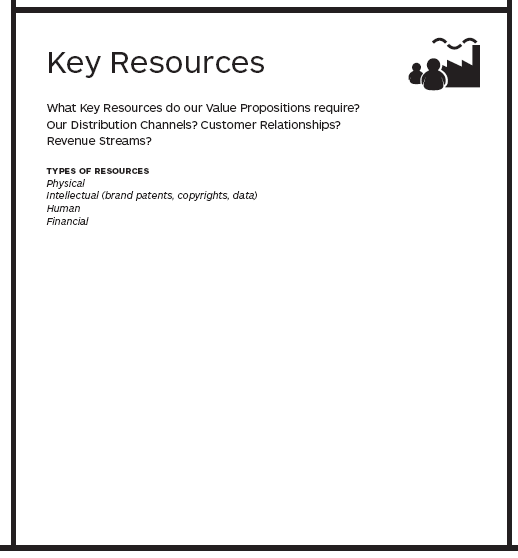 Key Resources
What Key Resources do our Value Propositions require?
Our Distribution Channels? Customer Relationships?
Revenue Streams?
TYPES OF RESOURCES
Physical
Intellectual (brand patents, copyrights, data)
Human
Financial